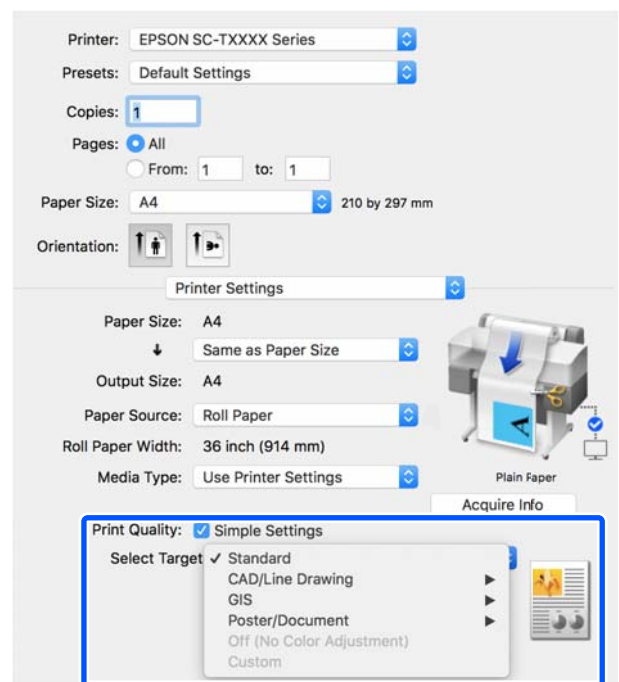 Printer: EPSON SC-TXXXX Series
Presets: Default Settings
Copies: 1
Pages: All
From: 1 to: 1
Paper Size: A4 210 by 297 mm
Orientation:
Printer Settings
Paper Size: A4
Same as Paper Size
Output Size: A4
Paper Source: Roll Paper
Roll Paper Width: 36 inch (914 mm)
Media Type: Use Printer Settings
Plain Paper
Acquire Info
Print Quality: Simple Settings
Select Target ✓ Standard
CAD/Line Drawing ▶
GIS ▶
Poster/Document ▶
Off (No Color Adjustment)
Custom